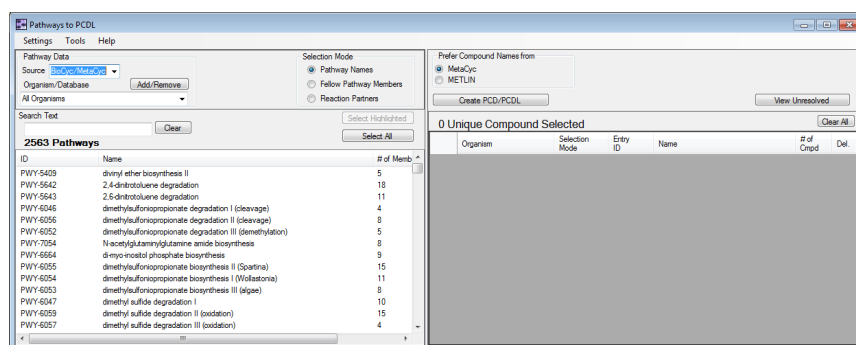 Pathways to PCDL
Settings Tools Help
Pathway Data
Source BioCyc/MetaCyc
Organism/Database Add/Remove
All Organisms
Selection Mode
Pathway Names
Fellow Pathway Members
Reaction Partners
Prefer Compound Names from
MetaCyc
METLIN
Create PCD/PCDL View Unresolved
Search Text
Clear
Select Highlighted
Select All
2563 Pathways
0 Unique Compound Selected Clear All
ID Name # of Memb
PWY-5409 divinyl ether biosynthesis II 5
PWY-5642 2,4-dinitrotoluene degradation 18
PWY-5643 2,6-dinitrotoluene degradation 11
PWY-6046 dimethylsulfoniopropionate degradation I (cleavage) 4
PWY-6056 dimethylsulfoniopropionate degradation II (cleavage) 8
PWY-6052 dimethylsulfoniopropionate degradation III (demethylation) 5
PWY-7054 N-acetylglutaminylglutamine amide biosynthesis 8
PWY-6664 di-myo-inositol phosphate biosynthesis 9
PWY-6055 dimethylsulfoniopropionate biosynthesis II (Spartina) 15
PWY-6054 dimethylsulfoniopropionate biosynthesis I (Wollastonia) 11
PWY-6053 dimethylsulfoniopropionate biosynthesis III (algae) 8
PWY-6047 dimethyl sulfide degradation I 10
PWY-6059 dimethyl sulfide degradation II (oxidation) 15
PWY-6057 dimethyl sulfide degradation III (oxidation) 4
Organism Selection Mode Entry ID Name # of Cmpd Del.